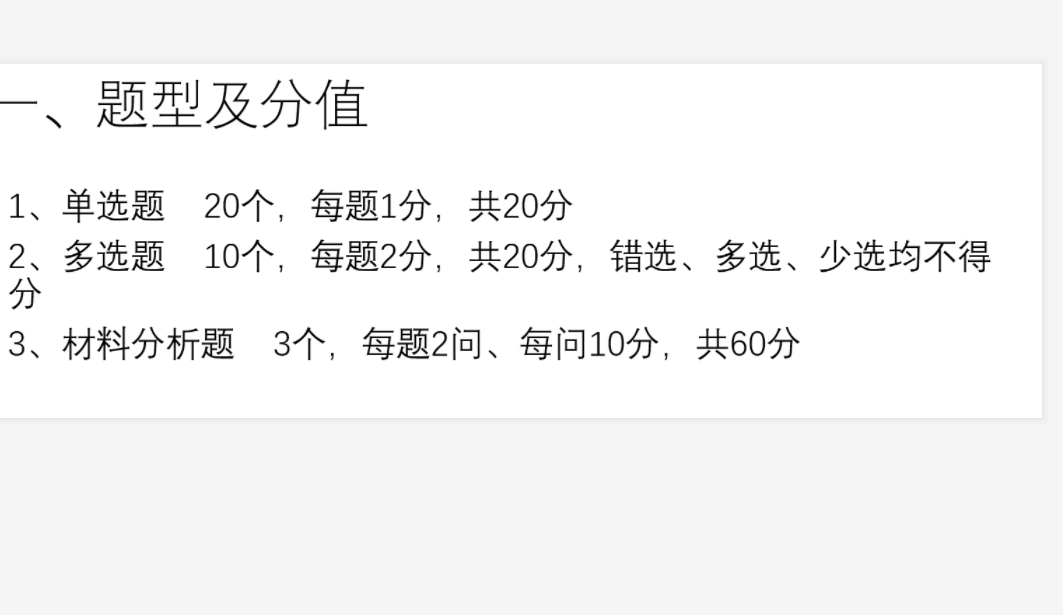 一、题型及分值
1、单选题 20个，每题1分，共20分
2、多选题 10个，每题2分，共20分，错选、多选、少选均不得
分
3、材料分析题 3个，每题2问、每问10分，共60分